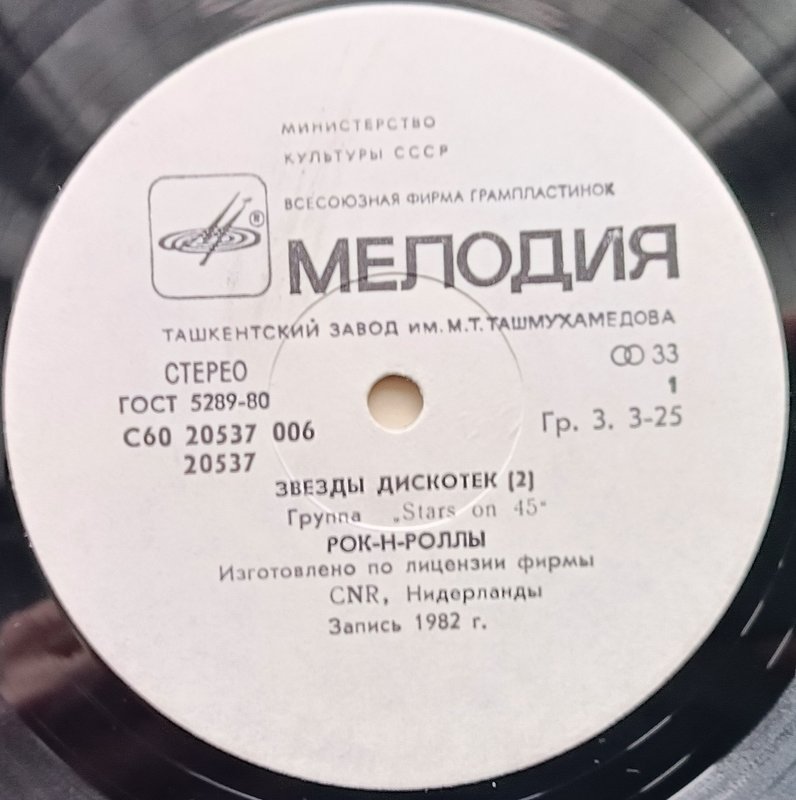 МИНИСТЕРСТВО
КУЛЬТУРЫ СССР
ВСЕСОЮЗНАЯ ФИРМА ГРАМПЛАСТИНОК
®
МЕЛОДИЯ
ТАШКЕНТСКИЙ ЗАВОД ИМ. М.Т. ТАШМУХАМЕДОВА
СТЕРЕО
33
ГОСТ 5289-80
1
С60 20537 006
Гр. 3. 3-25
20537
ЗВЕЗДЫ ДИСКОТЕК (2)
Группа „Stars on 45"
РОК-Н-РОЛЛЫ
Изготовлено по лицензии фирмы
CNR, Нидерланды
Запись 1982 г.